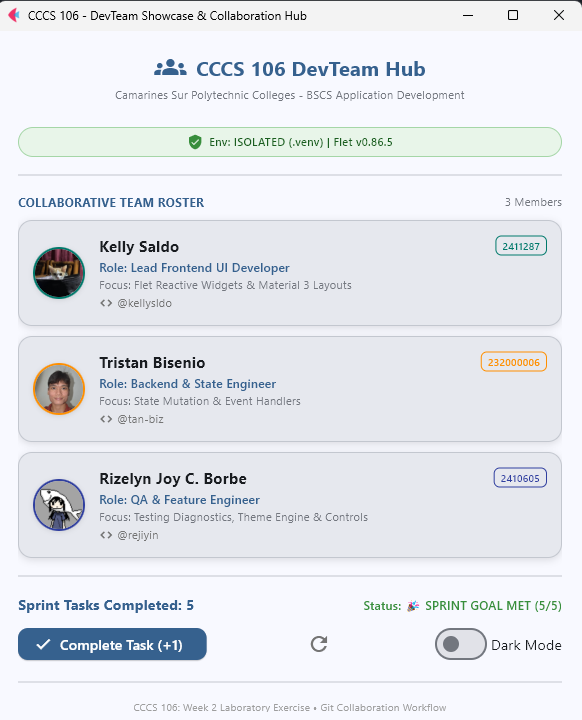 CCCS 106 - DevTeam Showcase & Collaboration Hub
CCCS 106 DevTeam Hub
Camarines Sur Polytechnic Colleges - BSCS Application Development
Env: ISOLATED (.venv) | Flet v0.86.5
COLLABORATIVE TEAM ROSTER
3 Members
Kelly Saldo
2411287
Role: Lead Frontend UI Developer
Focus: Flet Reactive Widgets & Material 3 Layouts
@kellysldo
Tristan Bisenio
232000006
Role: Backend & State Engineer
Focus: State Mutation & Event Handlers
@tan-biz
Rizelyn Joy C. Borbe
2410605
Role: QA & Feature Engineer
Focus: Testing Diagnostics, Theme Engine & Controls
@rejiyin
Sprint Tasks Completed: 5
Status: 🎉 SPRINT GOAL MET (5/5)
Complete Task (+1)
Dark Mode
CCCS 106: Week 2 Laboratory Exercise • Git Collaboration Workflow